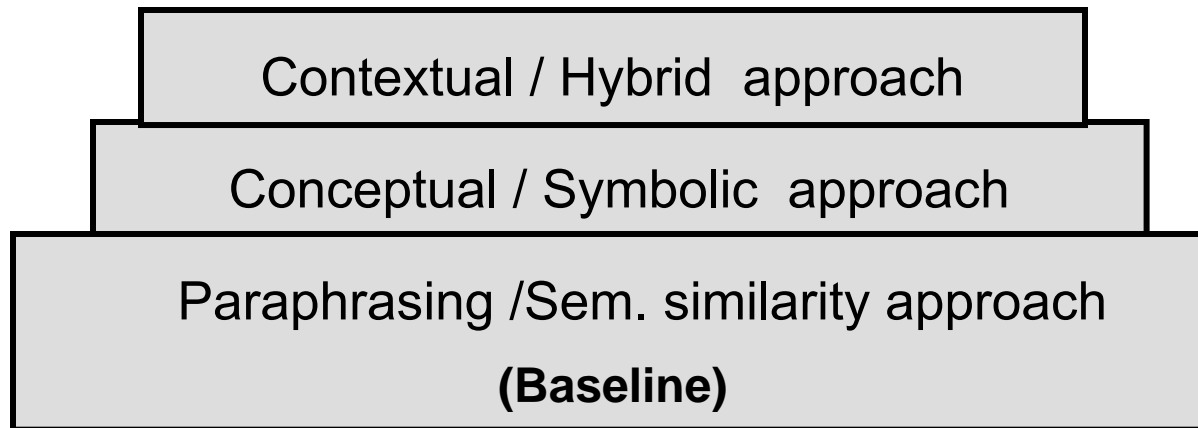 Contextual / Hybrid approach
Conceptual / Symbolic approach
Paraphrasing /Sem. similarity approach
(Baseline)